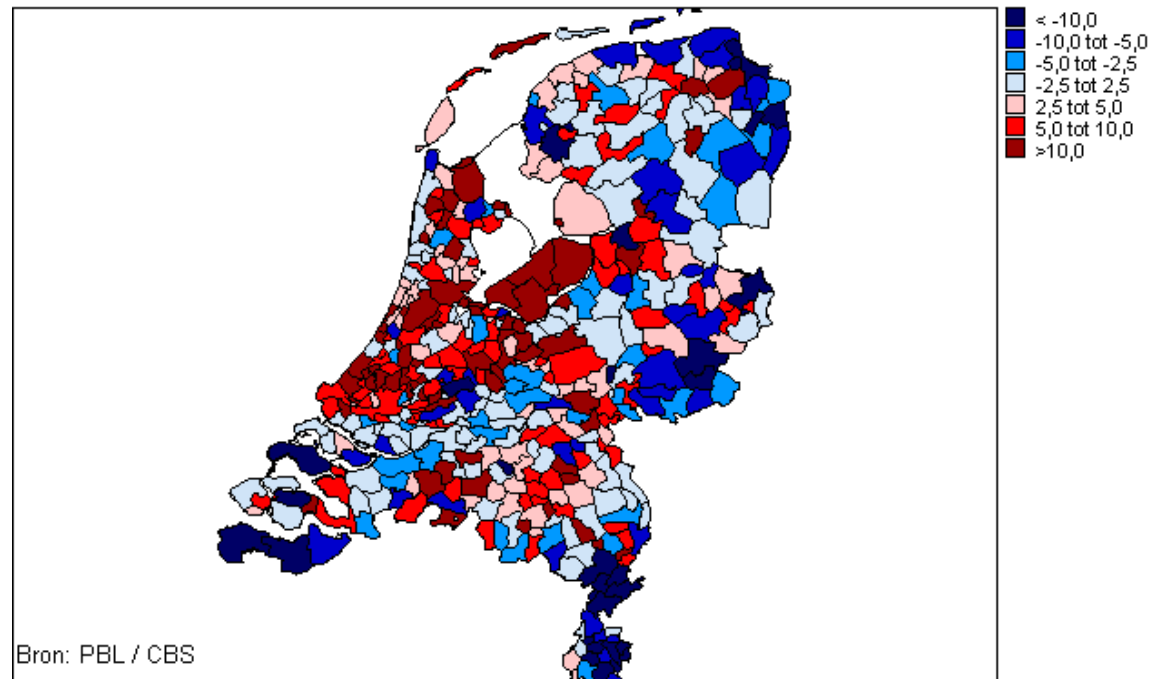 < -10,0
-10,0 tot -5,0
-5,0 tot -2,5
-2,5 tot 2,5
2,5 tot 5,0
5,0 tot 10,0
>10,0
Bron: PBL / CBS